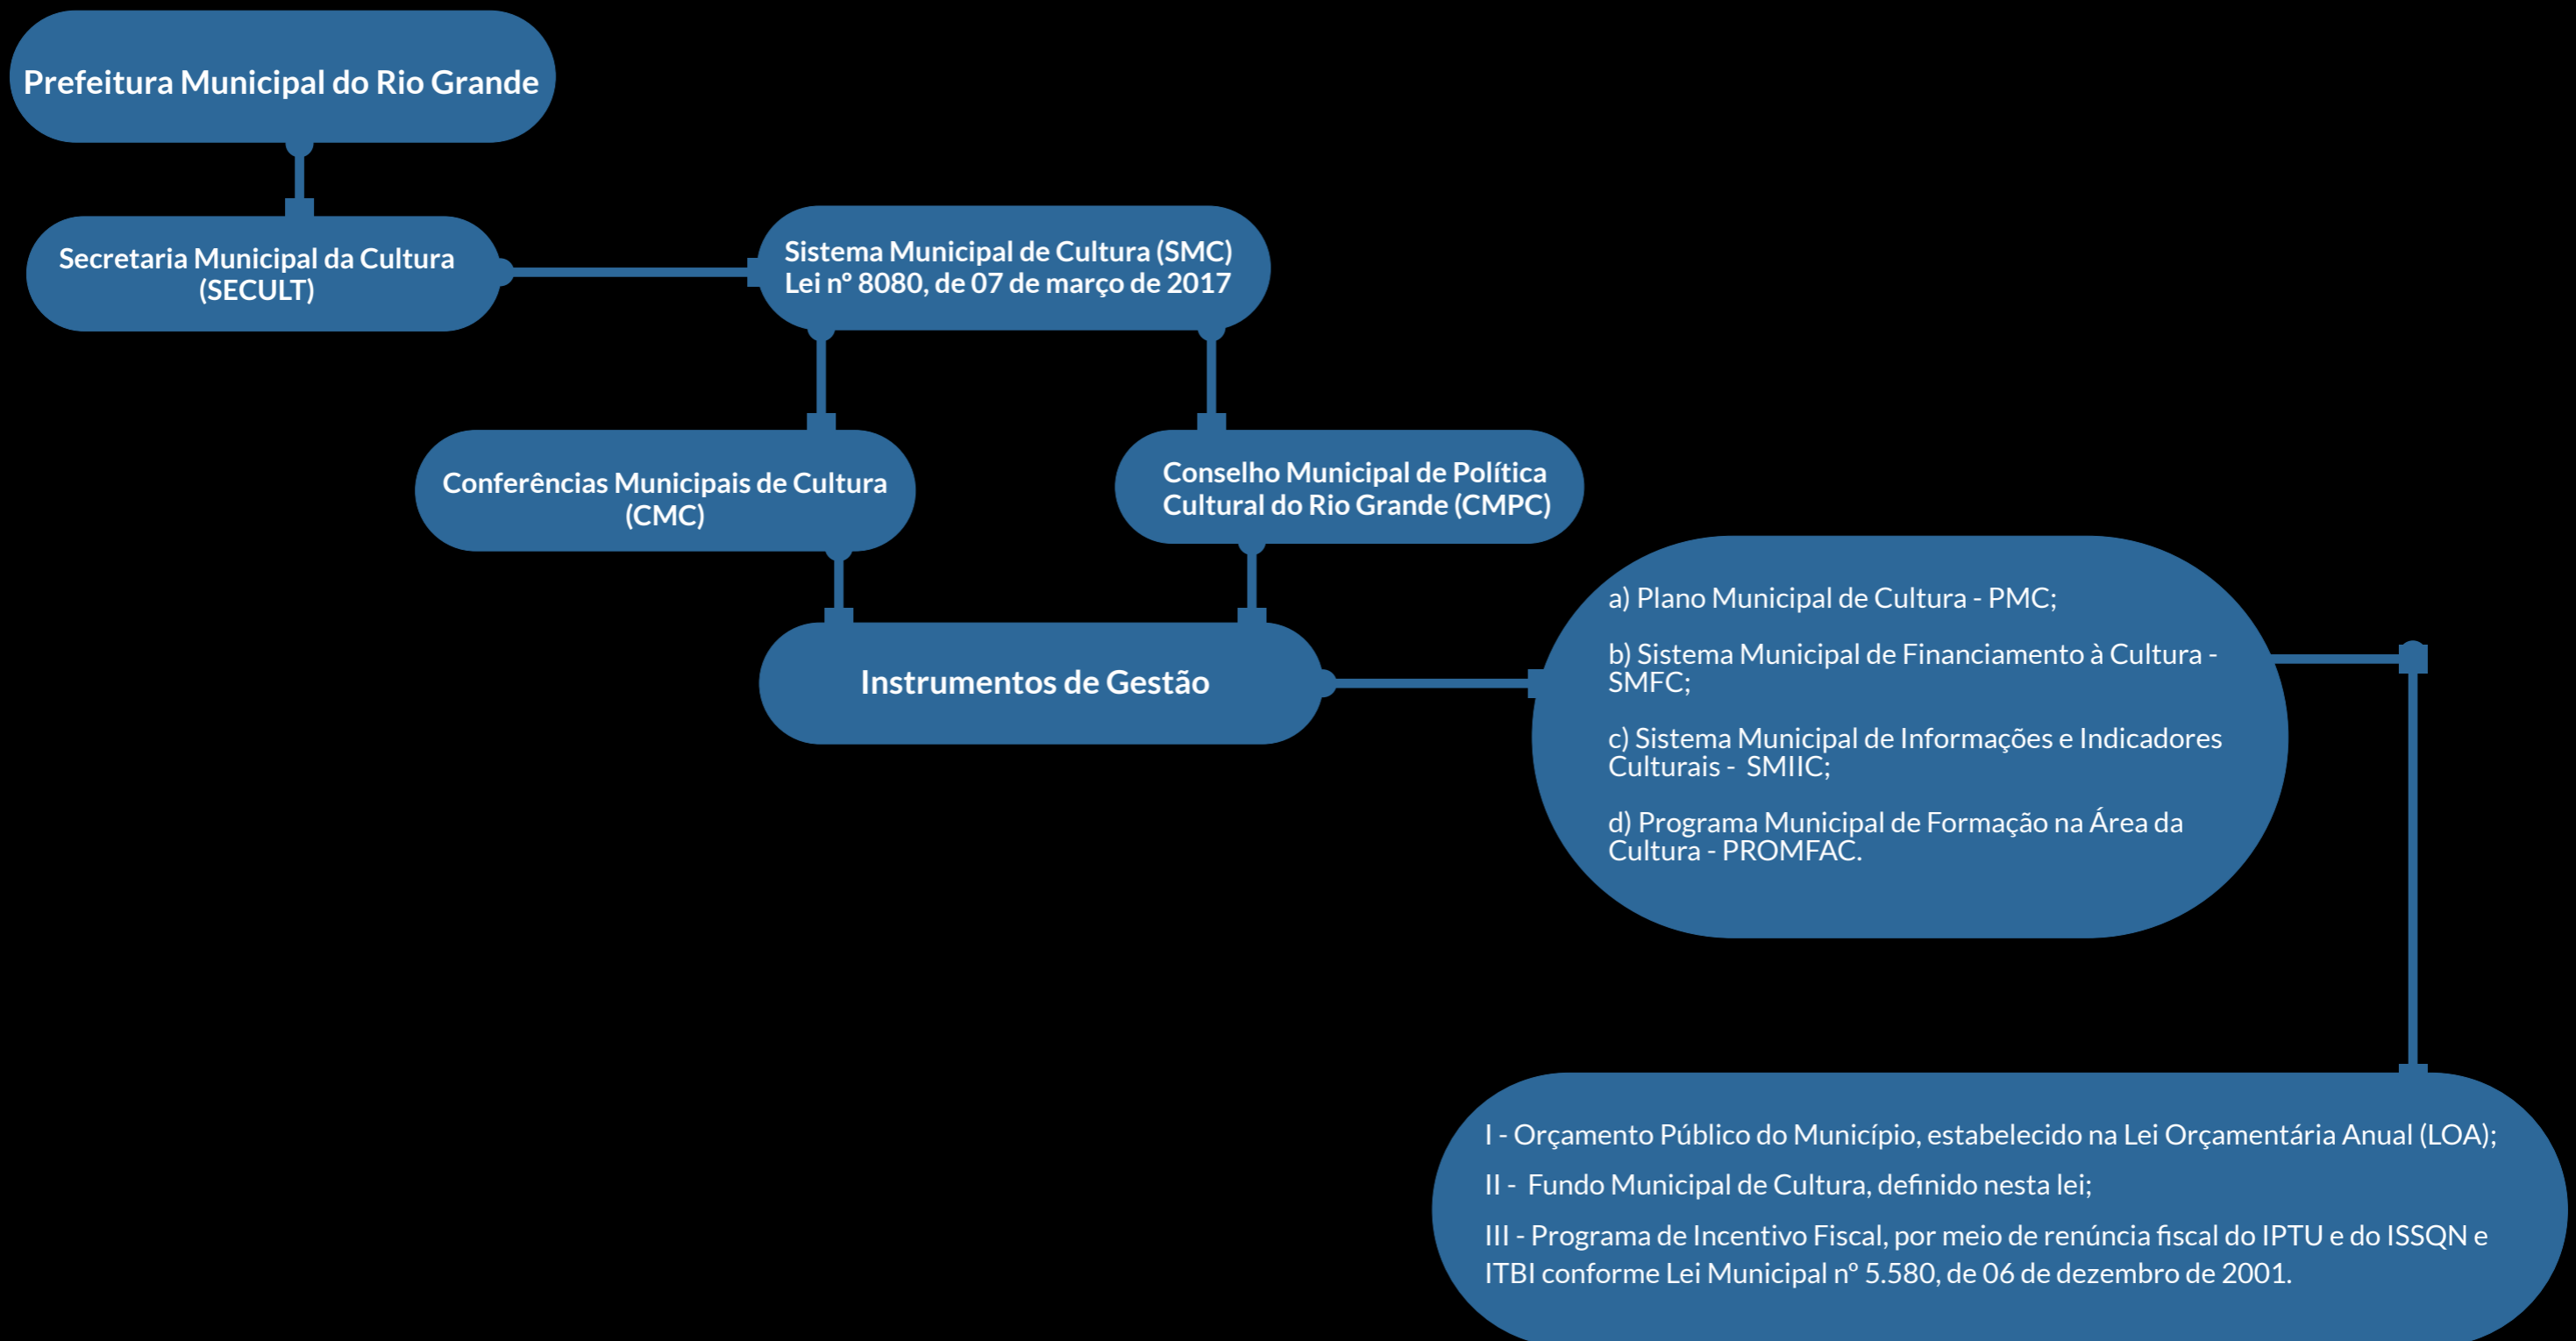 Prefeitura Municipal do Rio Grande
Secretaria Municipal da Cultura
(SECULT)
Sistema Municipal de Cultura (SMC)
Lei nº 8080, de 07 de março de 2017
Conferências Municipais de Cultura
(CMC)
Conselho Municipal de Política
Cultural do Rio Grande (CMPC)
Instrumentos de Gestão
a) Plano Municipal de Cultura - PMC;
b) Sistema Municipal de Financiamento à Cultura -
SMFC;
c) Sistema Municipal de Informações e Indicadores
Culturais - SMIIC;
d) Programa Municipal de Formação na Área da
Cultura - PROMFAC.
I - Orçamento Público do Município, estabelecido na Lei Orçamentária Anual (LOA);
II - Fundo Municipal de Cultura, definido nesta lei;
III - Programa de Incentivo Fiscal, por meio de renúncia fiscal do IPTU e do ISSQN e
ITBI conforme Lei Municipal nº 5.580, de 06 de dezembro de 2001.